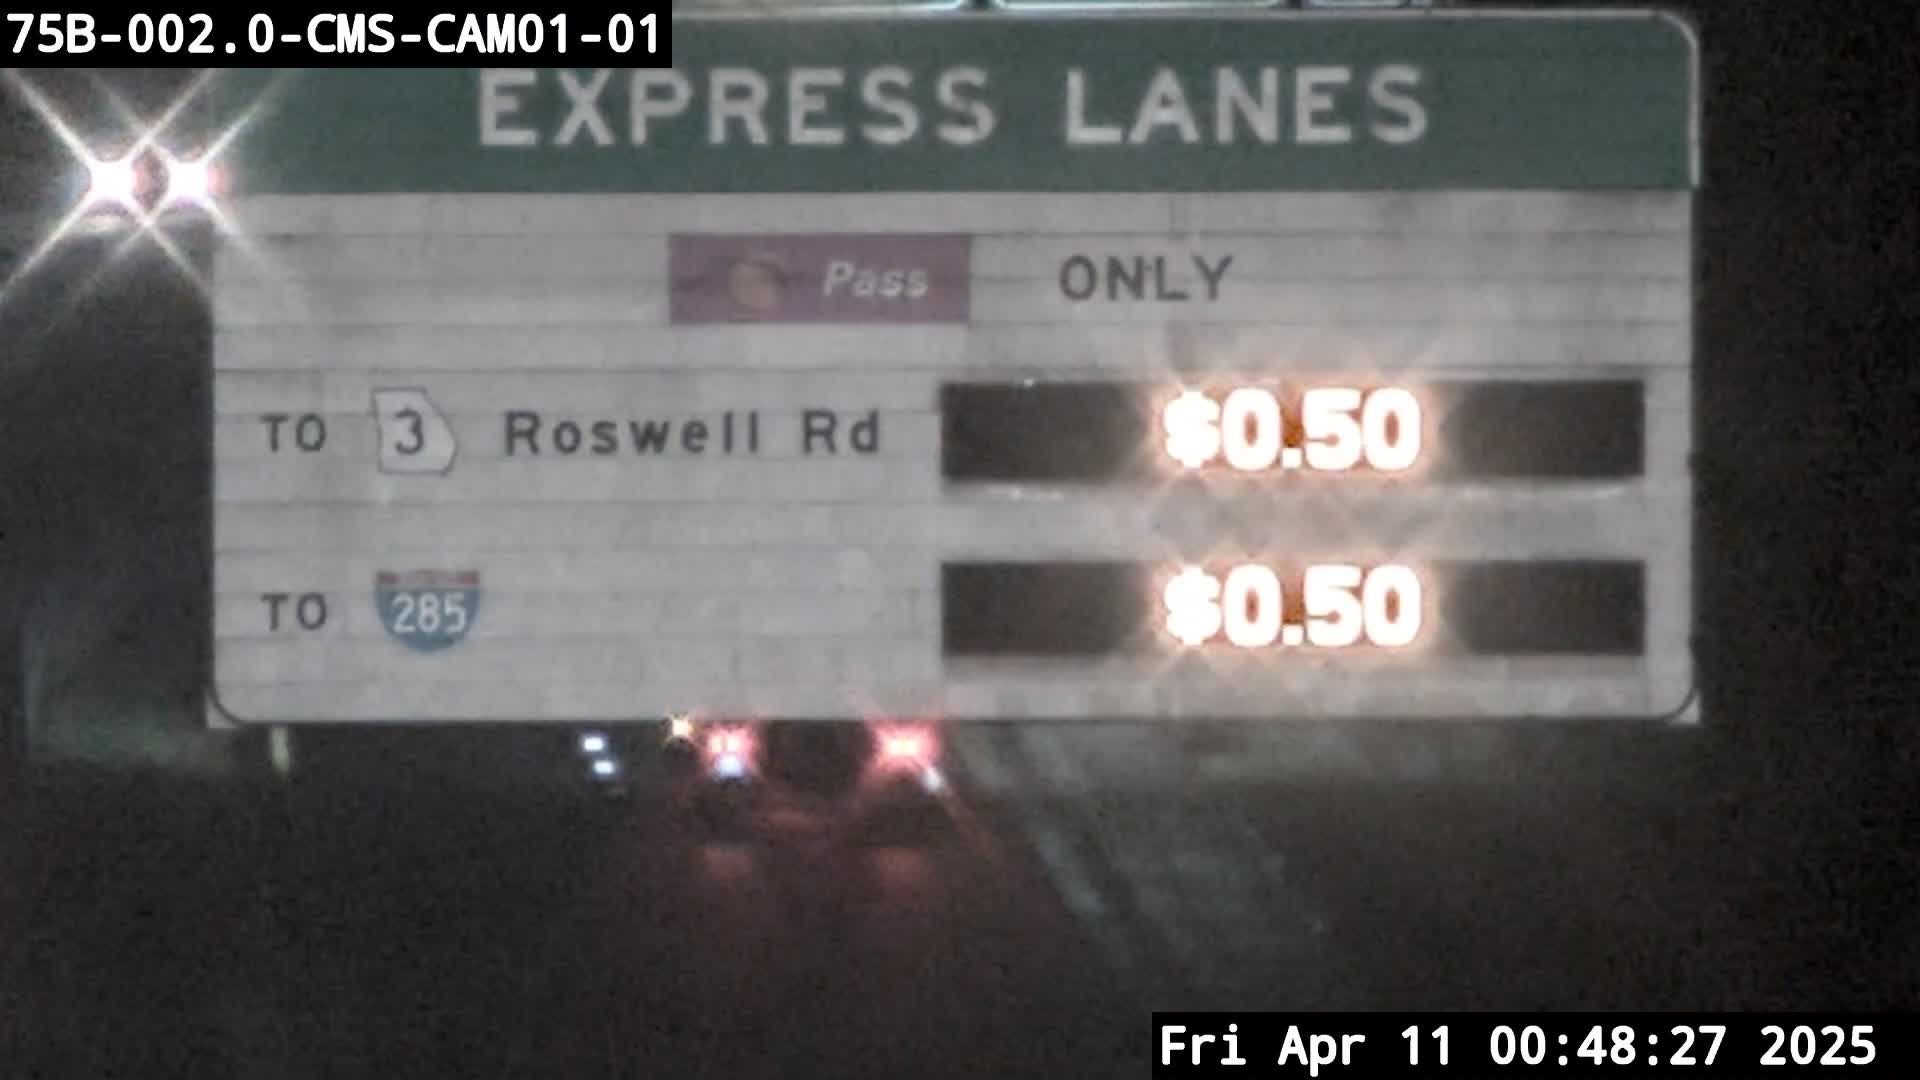 75B-002.0-CMS-CAM01-01
EXPRESS LANES
Pass ONLY
TO 3 Roswell Rd $0.50
TO 285 $0.50
Fri Apr 11 00:48:27 2025